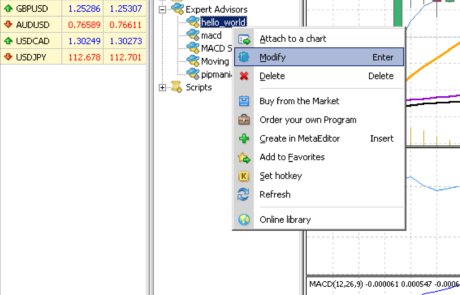 GBPUSD 1.25286 1.25307
AUDUSD 0.76589 0.76611
USDCAD 1.30249 1.30273
USDJPY 112.678 112.701
Expert Advisors
hello_world
macd
MACD S
Moving
pipmani
Scripts
Attach to a chart
Modify Enter
Delete Delete
Buy from the Market
Order your own Program
Create in MetaEditor Insert
Add to Favorites
Set hotkey
Refresh
Online library
MACD(12,26,9) -0.000061 0.000547 -0.0006